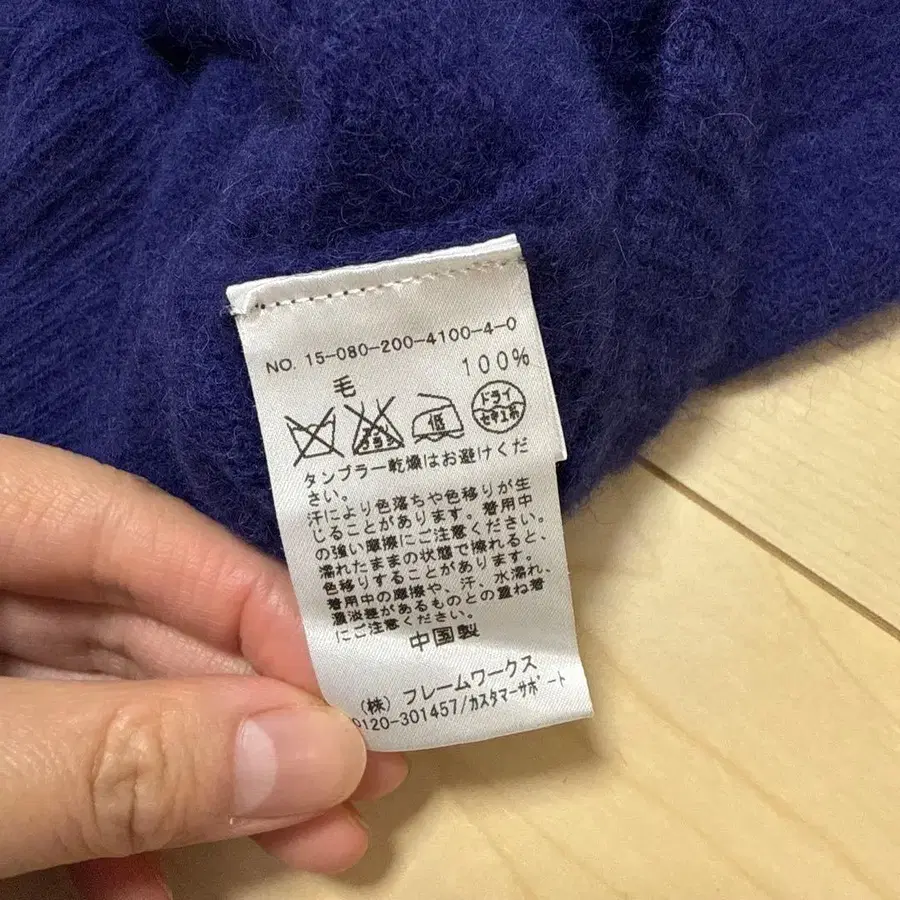 NO. 15-080-200-4100-4-0
毛 100%
低
ドライ
セキユ系
タンブラー乾燥はお避けくだ
さい。
汗により色落ちや色移りが生
じることがあります。着用中
の強い摩擦にご注意ください。
濡れたままの状態で擦れると、
色移りすることがあります。
着用中の摩擦や、汗、水濡れ、
濃淡差があるものとの重ね着
にご注意ください。
中国製
(株) フレームワークス
0120-301457/カスタマーサポート